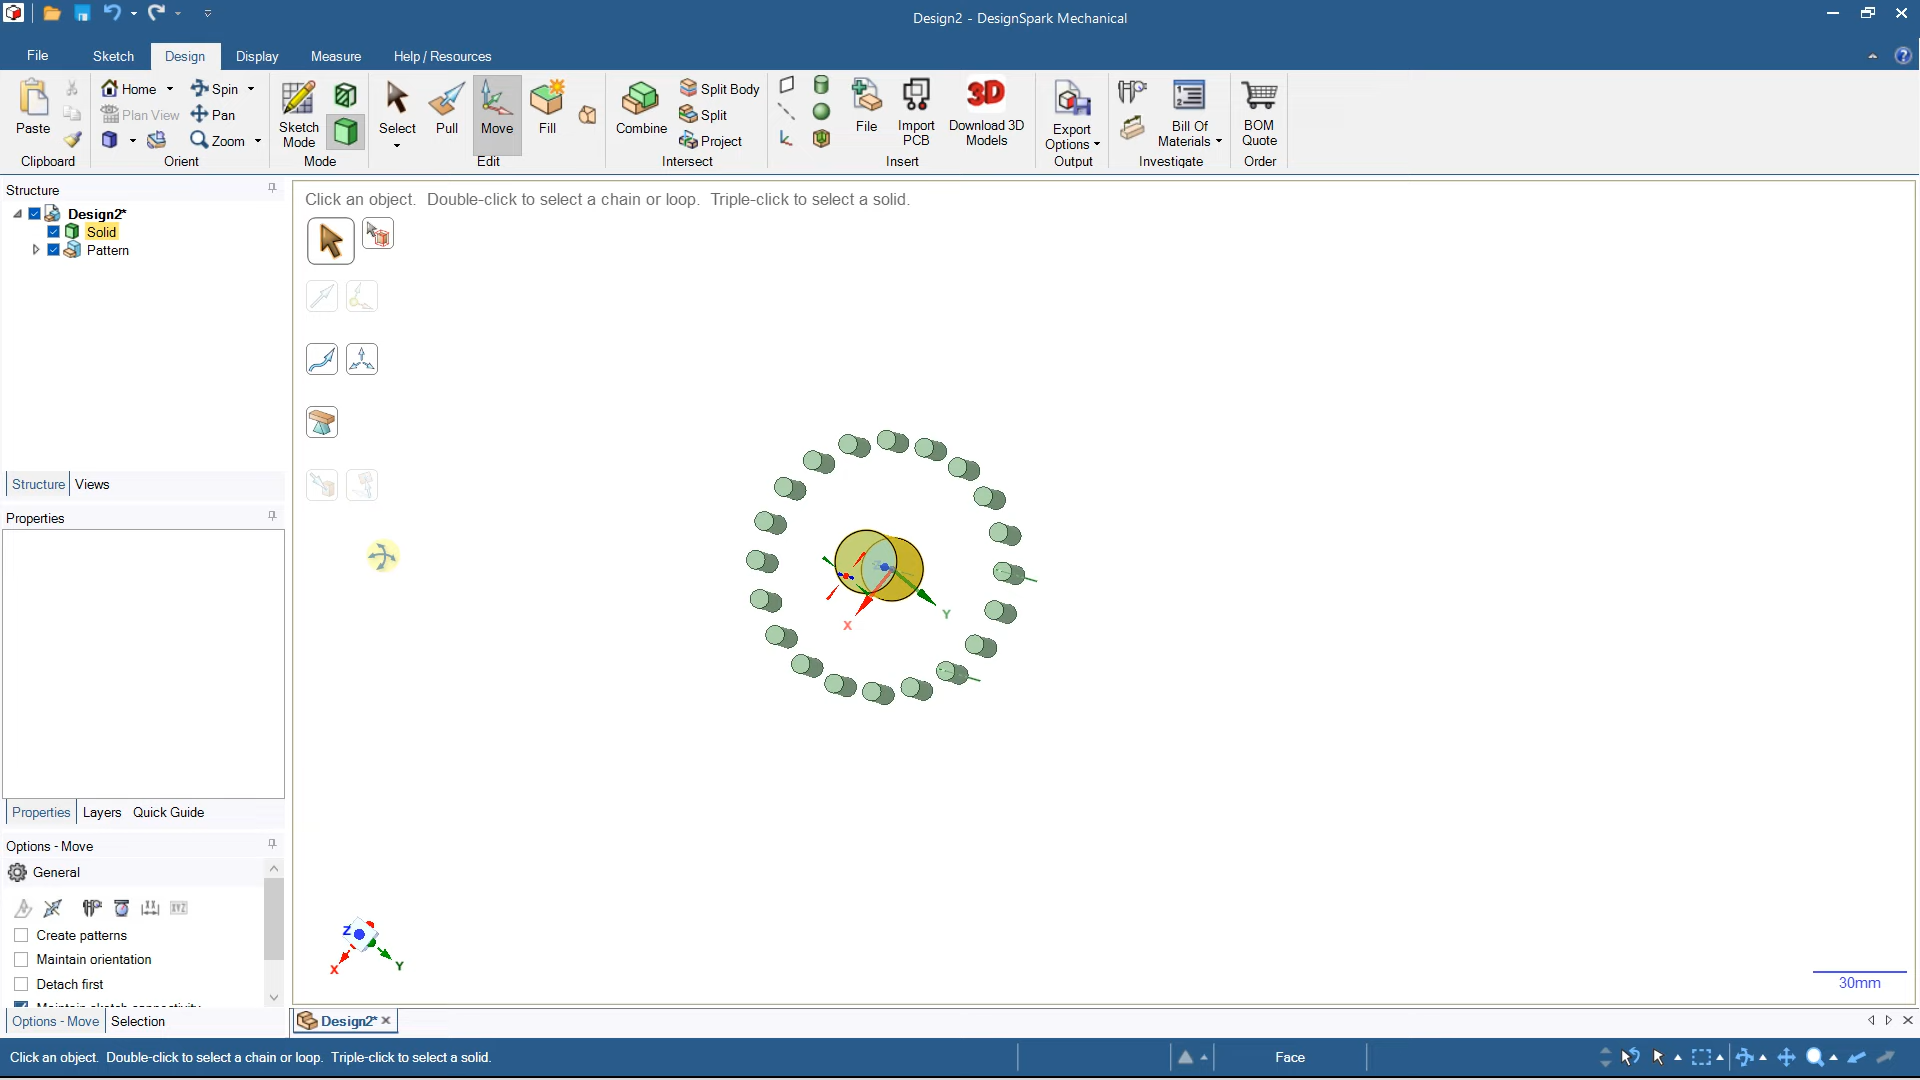 Design2 - DesignSpark Mechanical
File Sketch Design Display Measure Help / Resources
Paste
Clipboard
Home Spin
Plan View Pan
Zoom
Orient
Sketch Mode
Mode
Select Pull Move Fill
Edit
Combine
Split Body
Split
Project
Intersect
File
Import PCB
3D
Download 3D Models
Insert
Export Options
Output
Bill Of Materials
Investigate
BOM Quote
Order
Structure
Design2*
Solid
Pattern
Structure Views
Properties
Properties Layers Quick Guide
Options - Move
General
Create patterns
Maintain orientation
Detach first
Maintain sketch connectivity
Options - Move Selection
Click an object. Double-click to select a chain or loop. Triple-click to select a solid.
X
Y
Z
X
Y
30mm
Design2*
Click an object. Double-click to select a chain or loop. Triple-click to select a solid.
Face